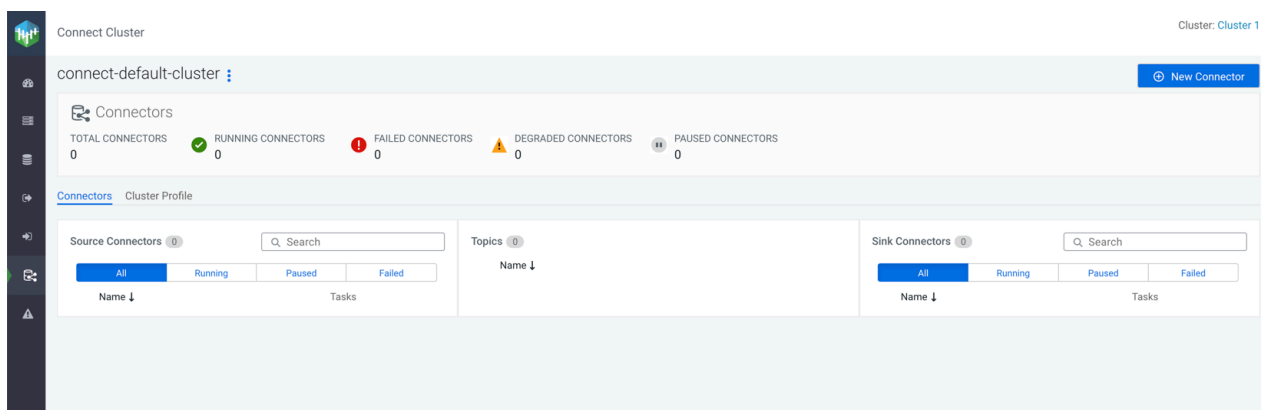 Connect Cluster
Cluster: Cluster 1
connect-default-cluster
New Connector
Connectors
TOTAL CONNECTORS
0
RUNNING CONNECTORS
0
FAILED CONNECTORS
0
DEGRADED CONNECTORS
0
PAUSED CONNECTORS
0
Connectors Cluster Profile
Source Connectors 0
Search
All Running Paused Failed
Name ↓ Tasks
Topics 0
Name ↓
Sink Connectors 0
Search
All Running Paused Failed
Name ↓ Tasks